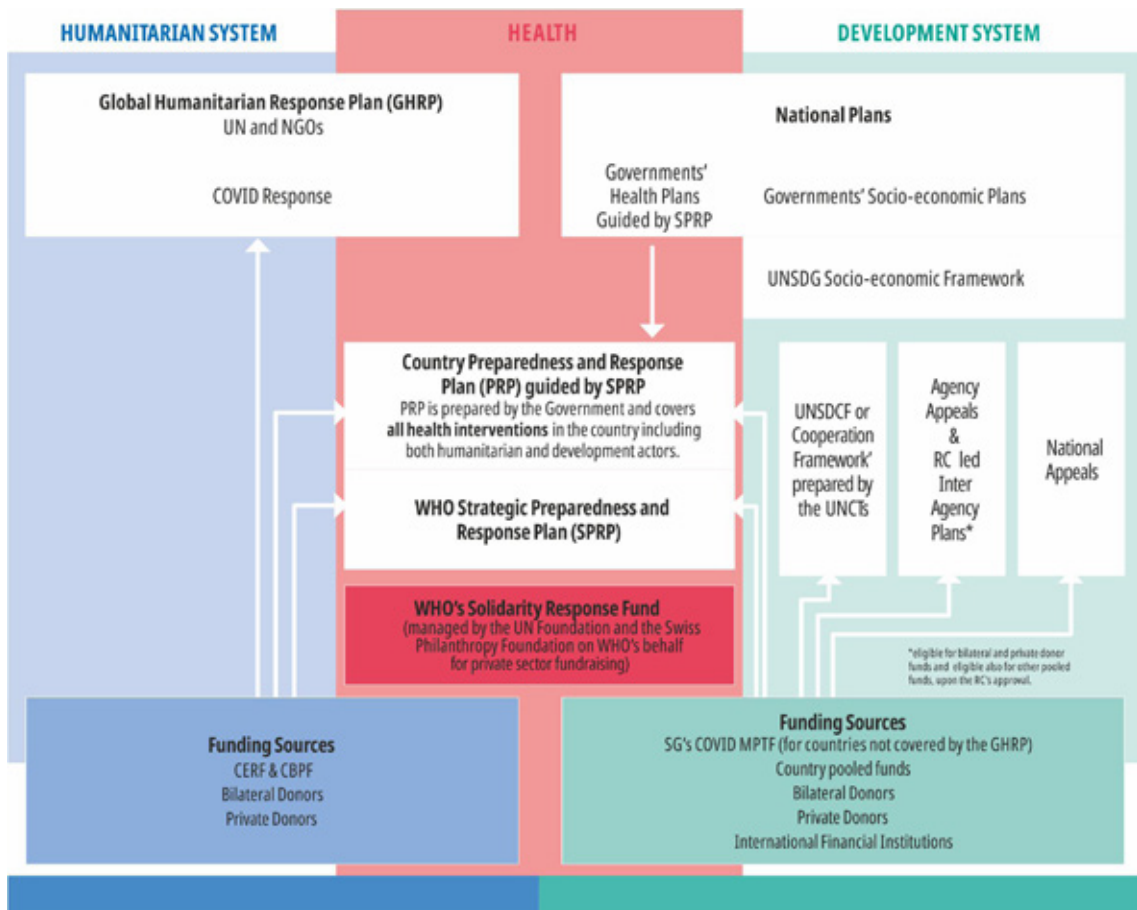 HUMANITARIAN SYSTEM
HEALTH
DEVELOPMENT SYSTEM
Global Humanitarian Response Plan (GHRP)
UN and NGOs
COVID Response
National Plans
Governments'
Health Plans
Guided by SPRP
Governments' Socio-economic Plans
UNSDG Socio-economic Framework
Country Preparedness and Response
Plan (PRP) guided by SPRP
PRP is prepared by the Government and covers
all health interventions in the country including
both humanitarian and development actors.
WHO Strategic Preparedness and
Response Plan (SPRP)
UNSDCF or
Cooperation
Framework'
prepared by
the UNCTs
Agency
Appeals
&
RC led
Inter
Agency
Plans*
National
Appeals
WHO's Solidarity Response Fund
(managed by the UN Foundation and the Swiss
Philanthropy Foundation on WHO's behalf
for private sector fundraising)
*eligible for bilateral and private donor
funds and eligible also for other pooled
funds, upon the RC's approval.
Funding Sources
CERF & CBPF
Bilateral Donors
Private Donors
Funding Sources
SG's COVID MPTF (for countries not covered by the GHRP)
Country pooled funds
Bilateral Donors
Private Donors
International Financial Institutions